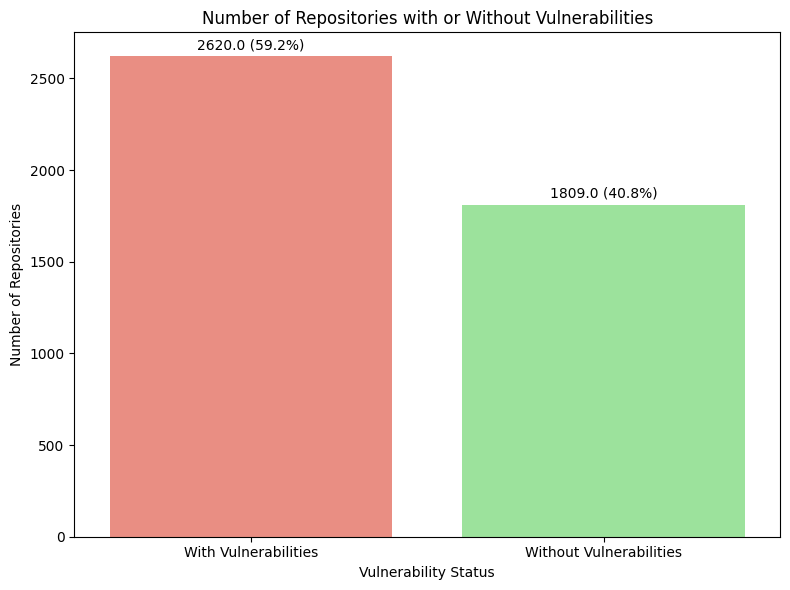 Number of Repositories with or Without Vulnerabilities
2620.0 (59.2%)
1809.0 (40.8%)
2500
2000
1500
1000
500
0
Number of Repositories
With Vulnerabilities
Without Vulnerabilities
Vulnerability Status